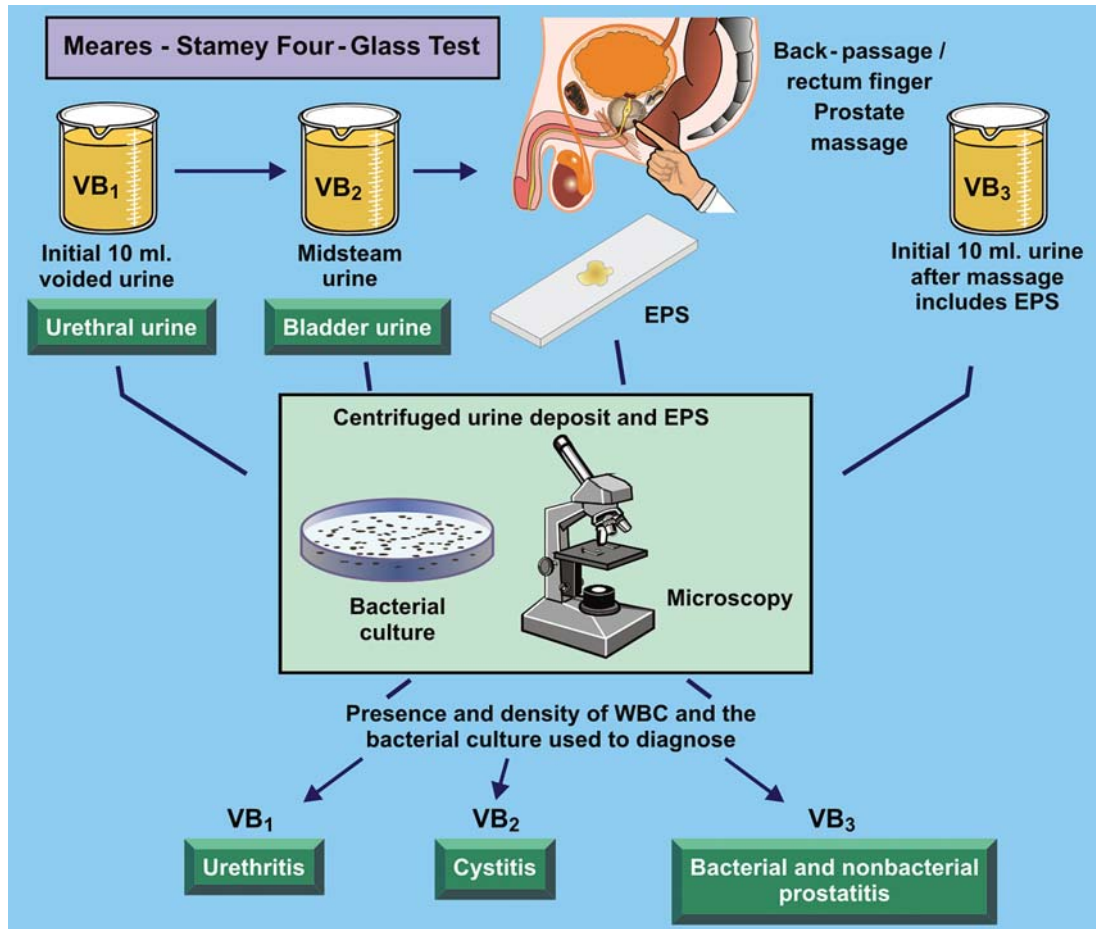 Meares - Stamey Four-Glass Test
Back-passage /
rectum finger
Prostate
massage
VB1
VB2
VB3
Initial 10 ml.
voided urine
Midsteam
urine
Initial 10 ml. urine
after massage
includes EPS
Urethral urine
Bladder urine
EPS
Centrifuged urine deposit and EPS
Bacterial
culture
Microscopy
Presence and density of WBC and the
bacterial culture used to diagnose
VB1
VB2
VB3
Urethritis
Cystitis
Bacterial and nonbacterial
prostatitis